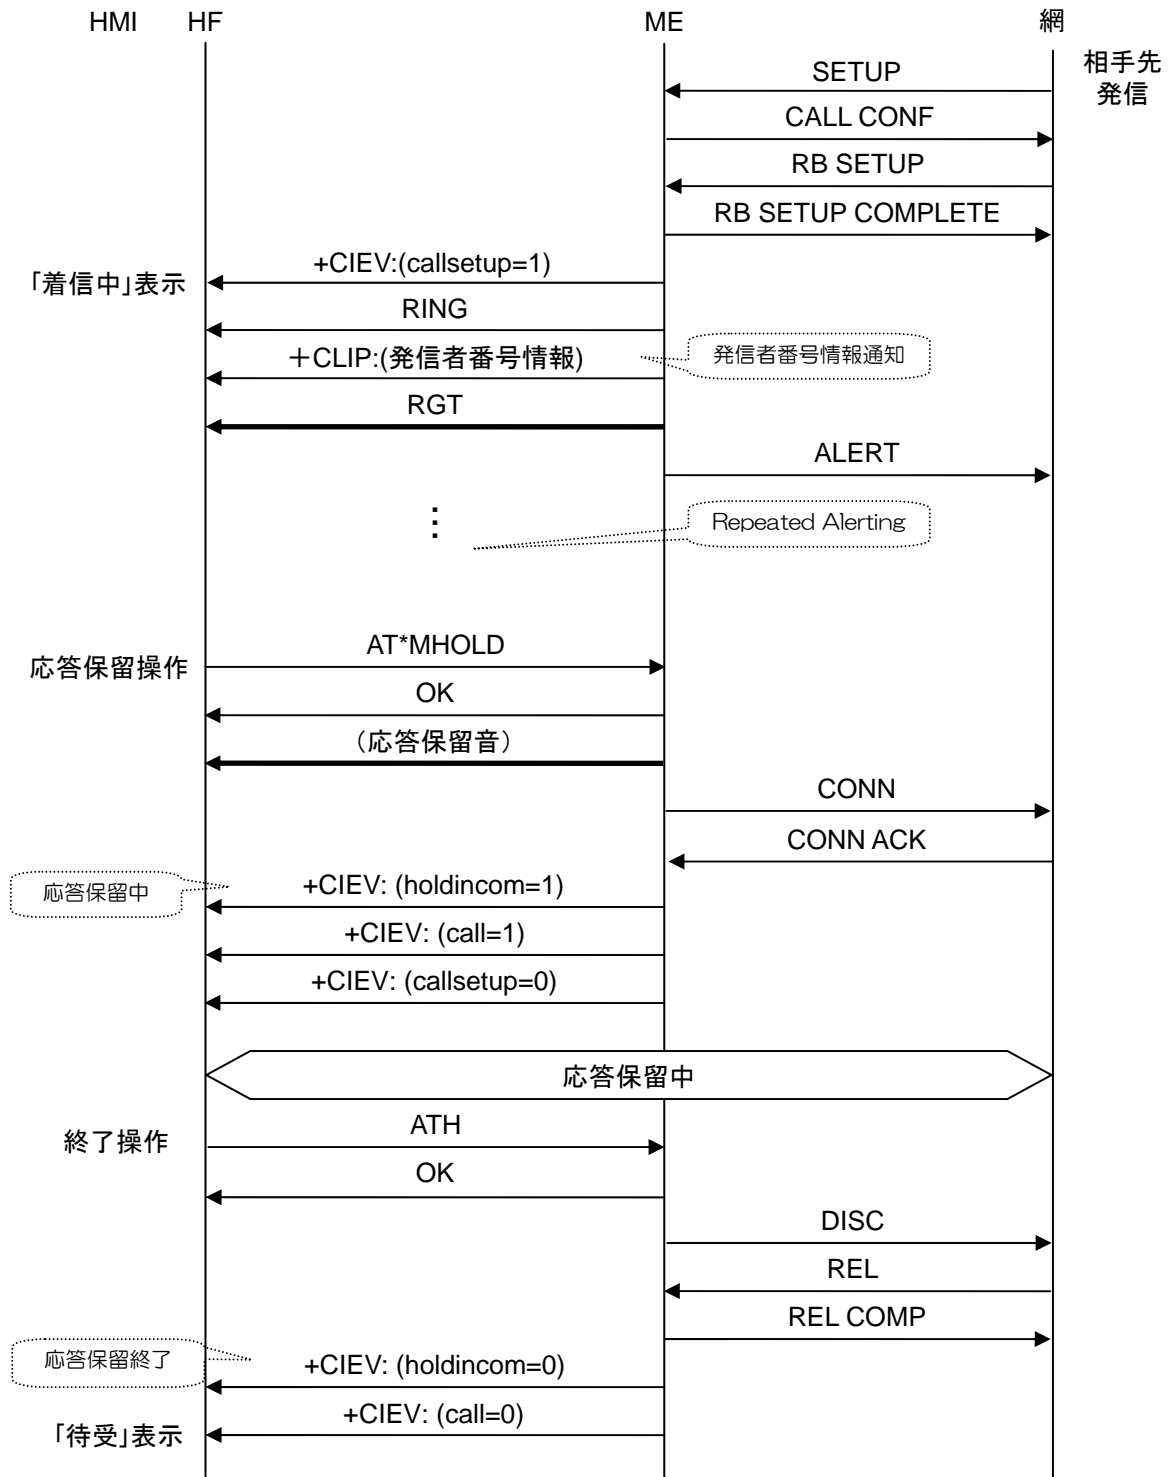 HMI HF ME 網
相手先
発信
SETUP
CALL CONF
RB SETUP
RB SETUP COMPLETE
+CIEV:(callsetup=1)
「着信中」表示
RING
+CLIP:(発信者番号情報)
発信者番号情報通知
RGT
ALERT
⋮
Repeated Alerting
AT*MHOLD
応答保留操作
OK
(応答保留音)
CONN
CONN ACK
+CIEV: (holdincom=1)
応答保留中
+CIEV: (call=1)
+CIEV: (callsetup=0)
応答保留中
ATH
終了操作
OK
DISC
REL
REL COMP
応答保留終了
+CIEV: (holdincom=0)
+CIEV: (call=0)
「待受」表示